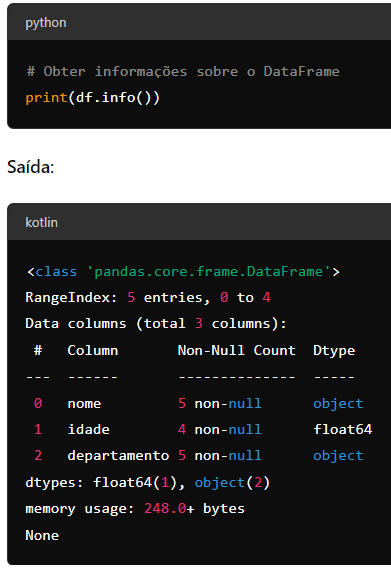 python
# Obter informações sobre o DataFrame
print(df.info())
Saída:
kotlin
<class 'pandas.core.frame.DataFrame'>
RangeIndex: 5 entries, 0 to 4
Data columns (total 3 columns):
 #   Column       Non-Null Count  Dtype
---  ------       --------------  -----
 0   nome         5 non-null      object
 1   idade        4 non-null      float64
 2   departamento 5 non-null      object
dtypes: float64(1), object(2)
memory usage: 248.0+ bytes
None